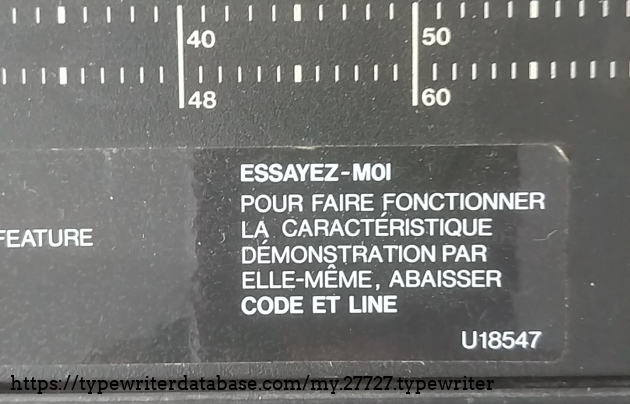 40 50
48 60
ESSAYEZ-MOI
POUR FAIRE FONCTIONNER
LA CARACTÉRISTIQUE
FEATURE
DÉMONSTRATION PAR
ELLE-MÊME, ABAISSER
CODE ET LINE
U18547
https://typewriterdatabase.com/my.27727.typewriter